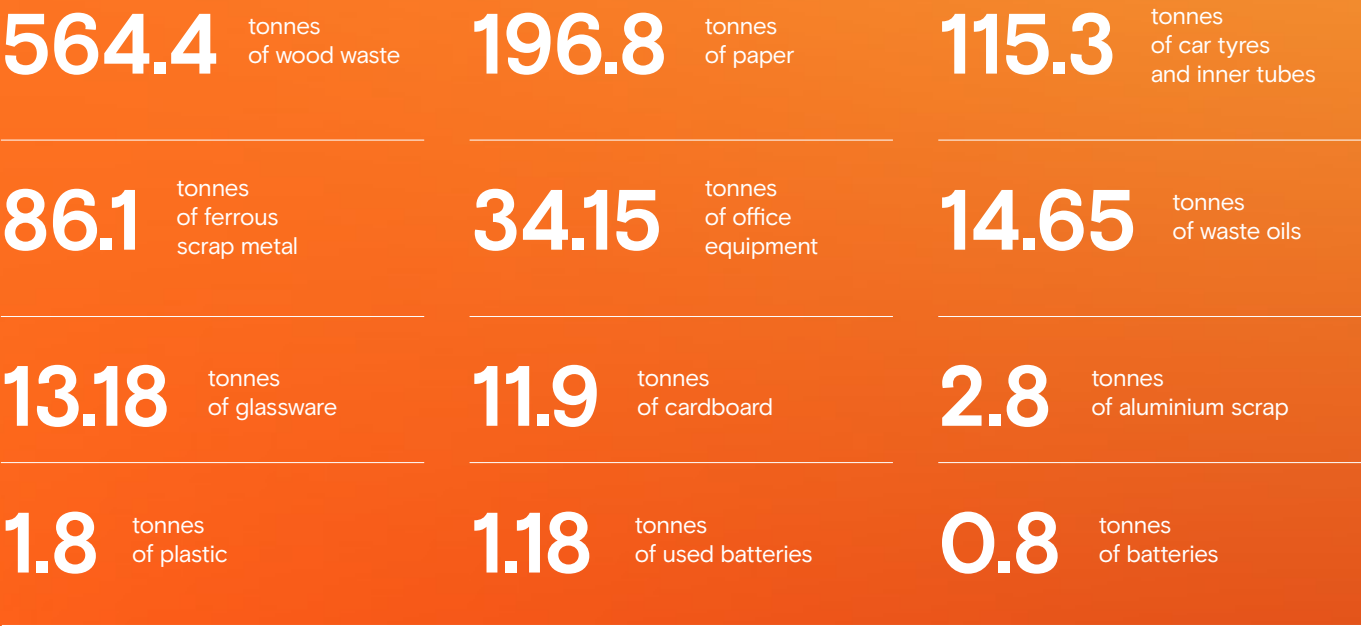 564.4
tonnes
of wood waste
196.8
tonnes
of paper
115.3
tonnes
of car tyres
and inner tubes
86.1
tonnes
of ferrous
scrap metal
34.15
tonnes
of office
equipment
14.65
tonnes
of waste oils
13.18
tonnes
of glassware
11.9
tonnes
of cardboard
2.8
tonnes
of aluminium scrap
1.8
tonnes
of plastic
1.18
tonnes
of used batteries
0.8
tonnes
of batteries